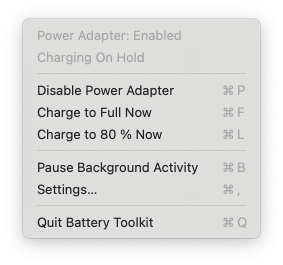 Power Adapter: Enabled
Charging On Hold
Disable Power Adapter ⌘ P
Charge to Full Now ⌘ F
Charge to 80 % Now ⌘ L
Pause Background Activity ⌘ B
Settings... ⌘ ,
Quit Battery Toolkit ⌘ Q